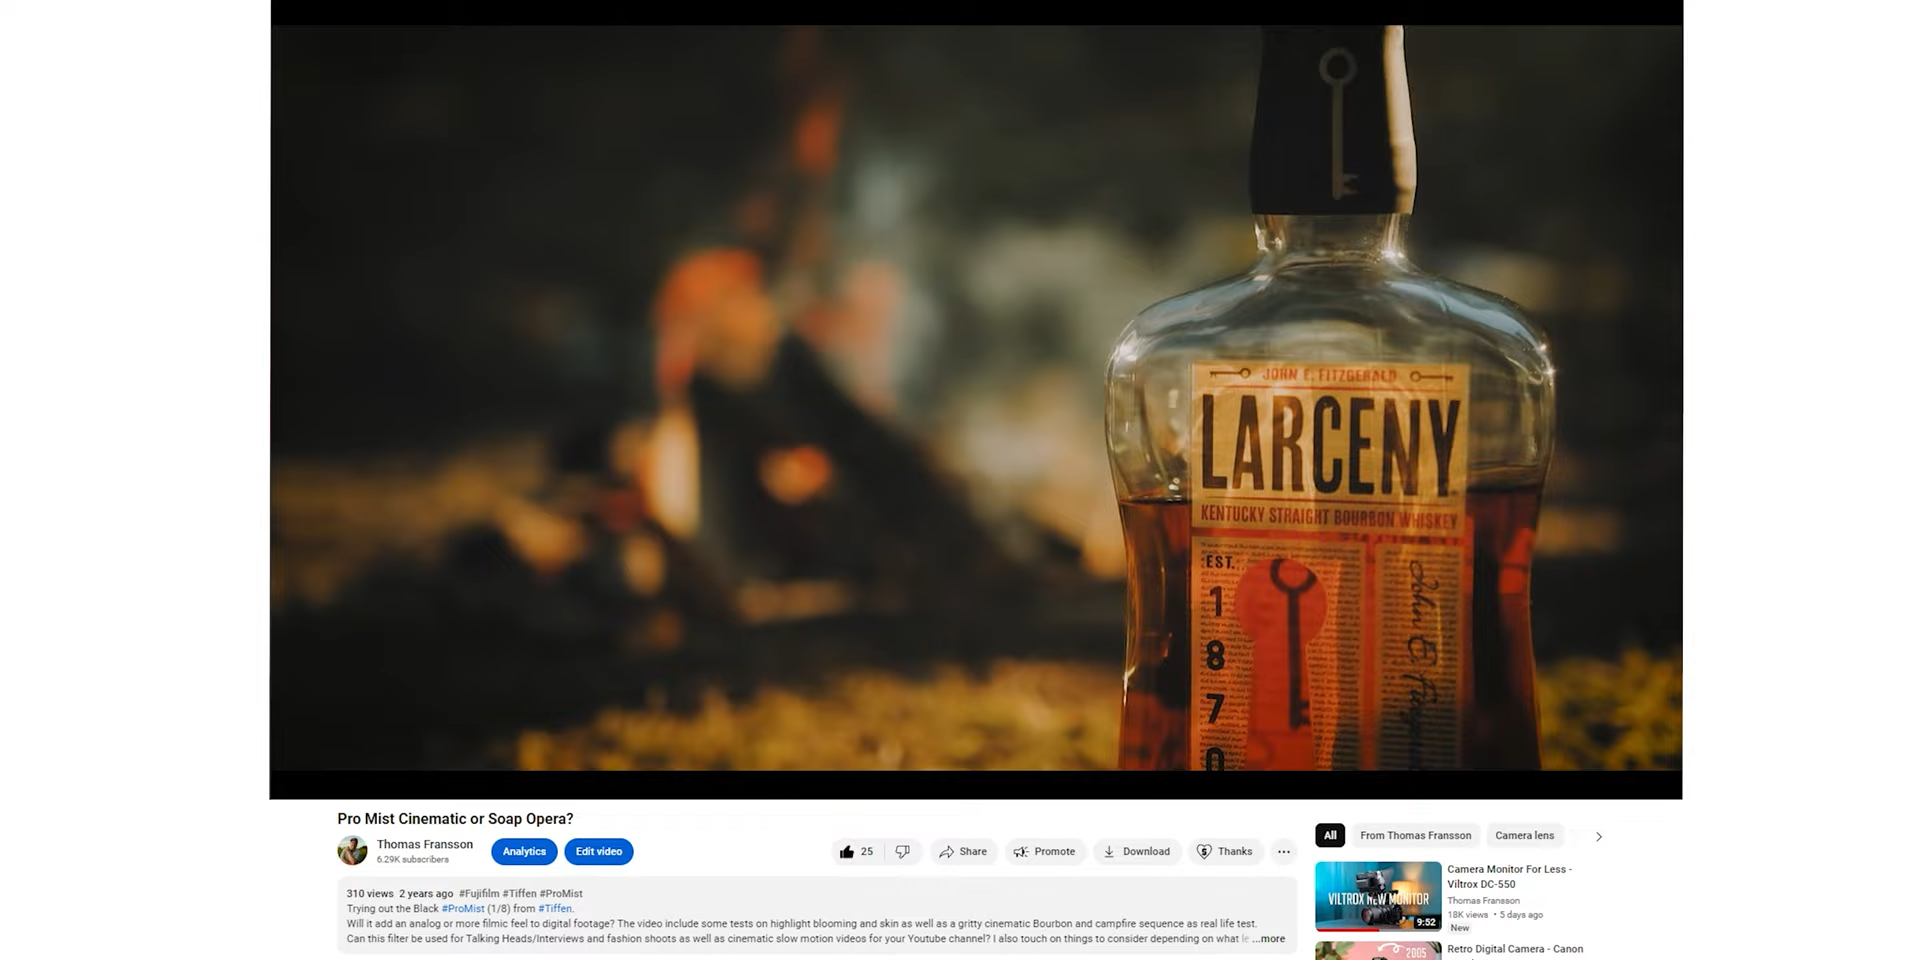 JOHN E. FITZGERALD
LARCENY
KENTUCKY STRAIGHT BOURBON WHISKEY
EST.
1
8
7
0
Pro Mist Cinematic or Soap Opera?
Thomas Fransson
6.29K subscribers
Analytics
Edit video
25
Share
Promote
Download
Thanks
...
310 views 2 years ago #Fujifilm #Tiffen #ProMist
Trying out the Black #ProMist (1/8) from #Tiffen.
Will it add an analog or more filmic feel to digital footage? The video include some tests on highlight blooming and skin as well as a gritty cinematic Bourbon and campfire sequence as real life test.
Can this filter be used for Talking Heads/Interviews and fashion shoots as well as cinematic slow motion videos for your Youtube channel? I also touch on things to consider depending on what le ...more
All
From Thomas Fransson
Camera lens
VILTROX NEW MONITOR
9:52
Camera Monitor For Less -
Viltrox DC-550
Thomas Fransson
18K views • 5 days ago
New
2005
Retro Digital Camera - Canon